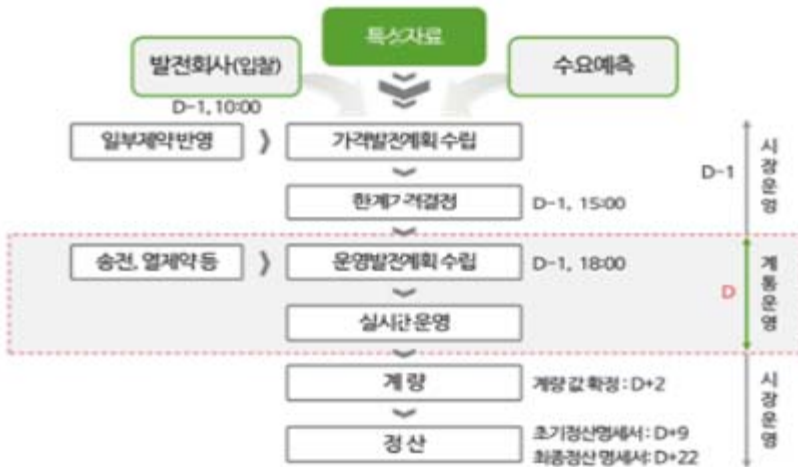 특성자료
발전회사(입찰)
수요예측
D-1, 10:00
일부제약 반영
가격발전계획 수립
한계가격결정
D-1, 15:00
D-1
시장운영
송전, 열제약 등
운영발전계획 수립
D-1, 18:00
실시간 운영
D
계통운영
계 량
계량 값 확정 : D+2
정 산
초기정산명세서 : D+9
최종정산 명세서: D+22
시장운영